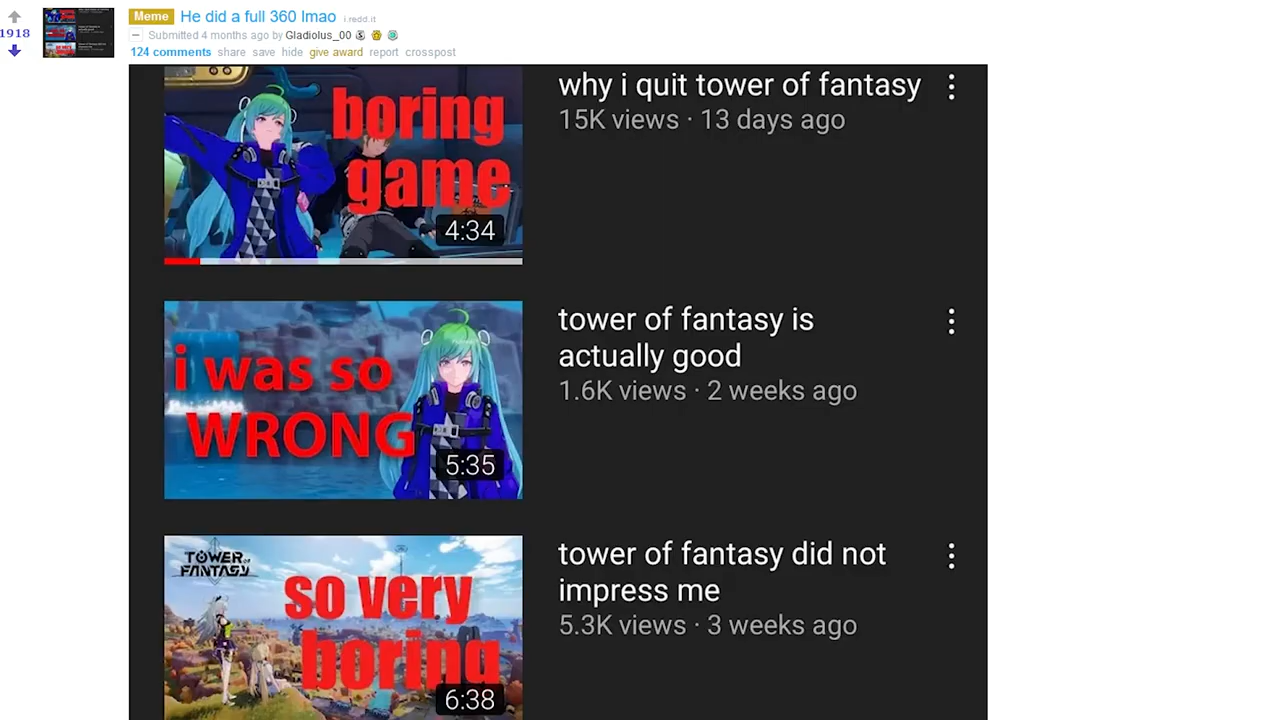 1918
Meme He did a full 360 lmao i.redd.it
Submitted 4 months ago by Gladiolus_00
124 comments share save hide give award report crosspost
boring
game
4:34
why i quit tower of fantasy
15K views · 13 days ago
i was so
WRONG
5:35
tower of fantasy is
actually good
1.6K views · 2 weeks ago
TOWER OF
FANTASY
so very
boring
6:38
tower of fantasy did not
impress me
5.3K views · 3 weeks ago